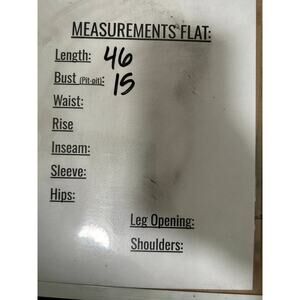 MEASUREMENTS FLAT:
Length: 46
Bust (Pit-pit): 15
Waist:
Rise
Inseam:
Sleeve:
Hips:
Leg Opening:
Shoulders: